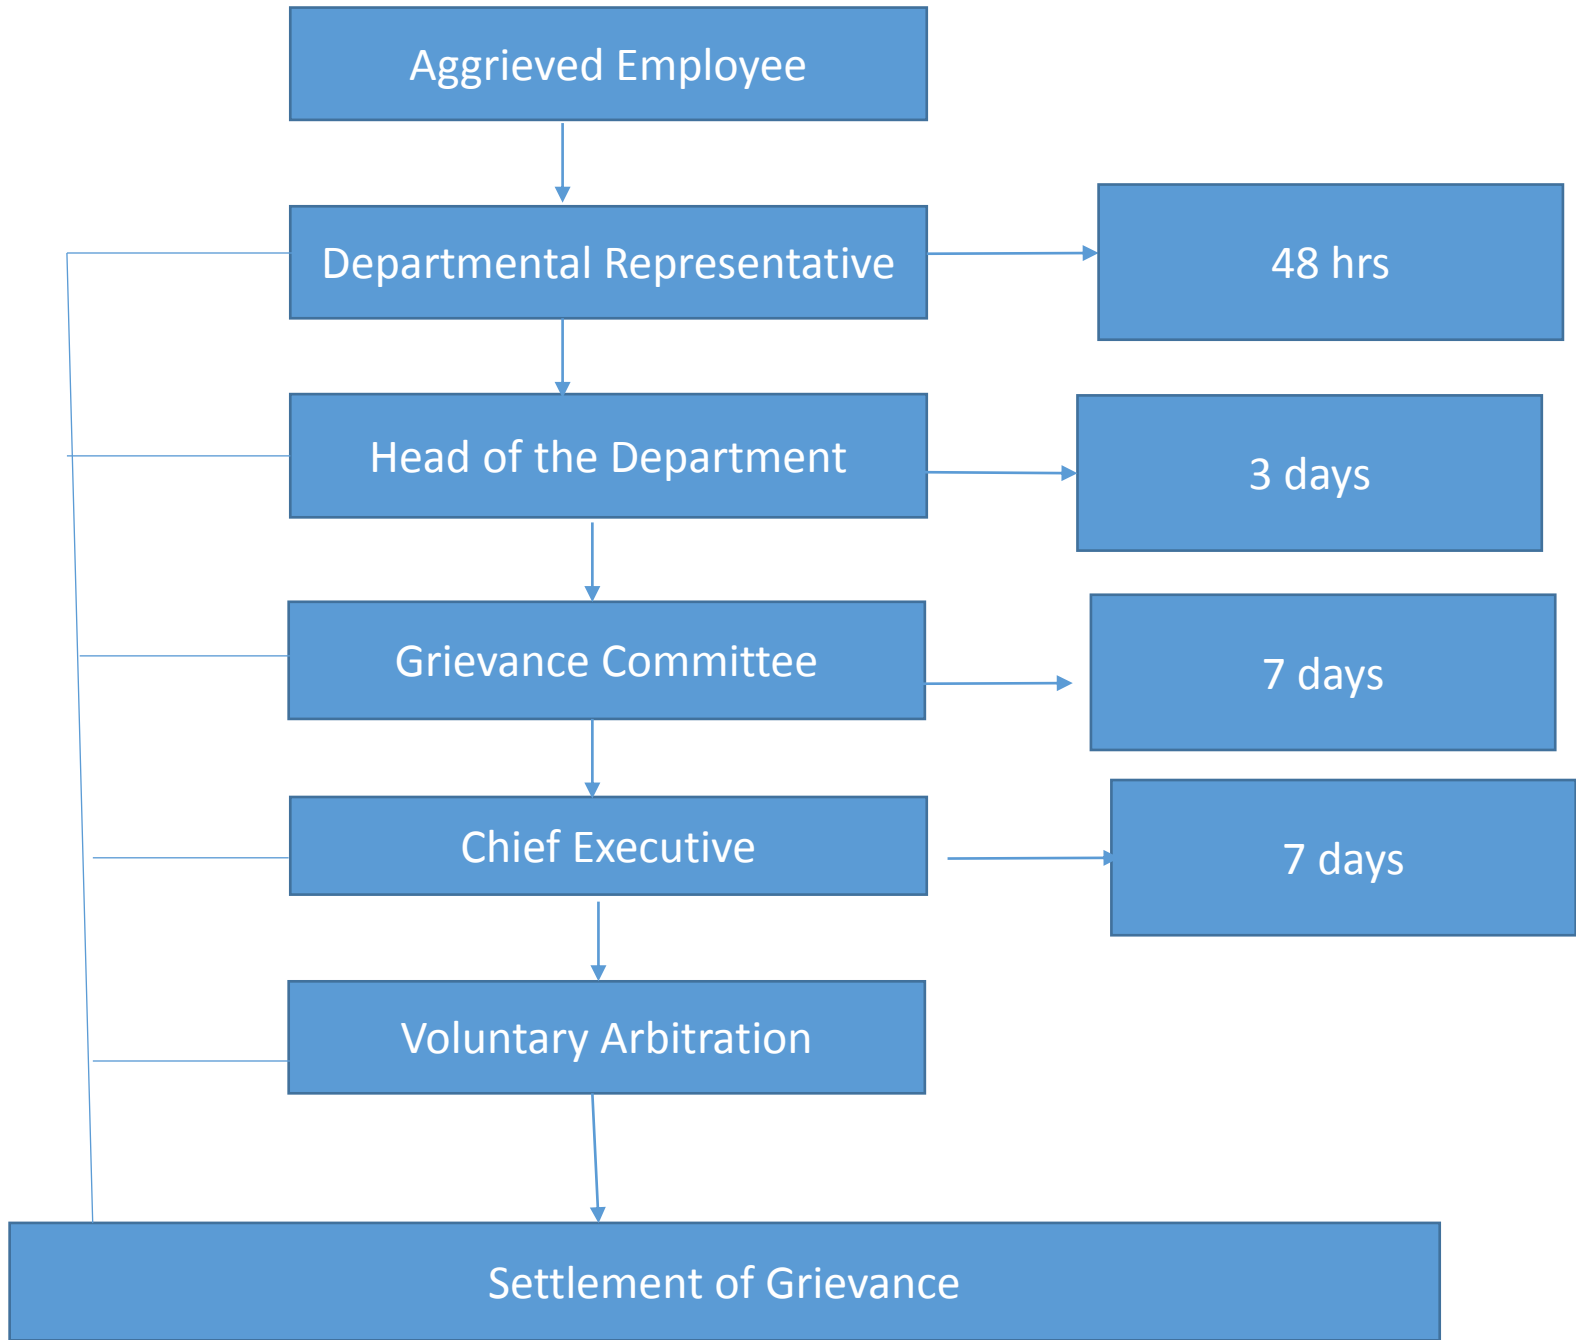 Aggrieved Employee
Departmental Representative
48 hrs
Head of the Department
3 days
Grievance Committee
7 days
Chief Executive
7 days
Voluntary Arbitration
Settlement of Grievance